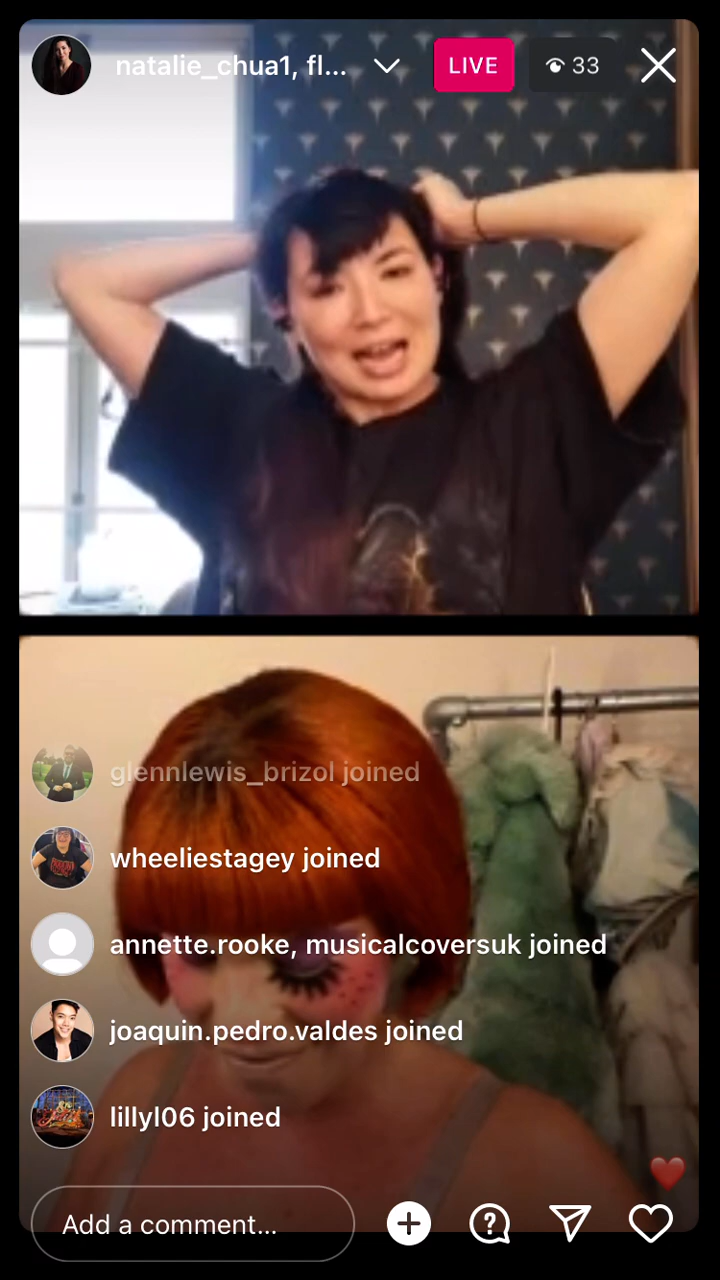 natalie_chua1, fl...
LIVE
33
glennlewis_brizol joined
wheeliestagey joined
annette.rooke, musicalcoversuk joined
joaquin.pedro.valdes joined
lillyl06 joined
Add a comment...